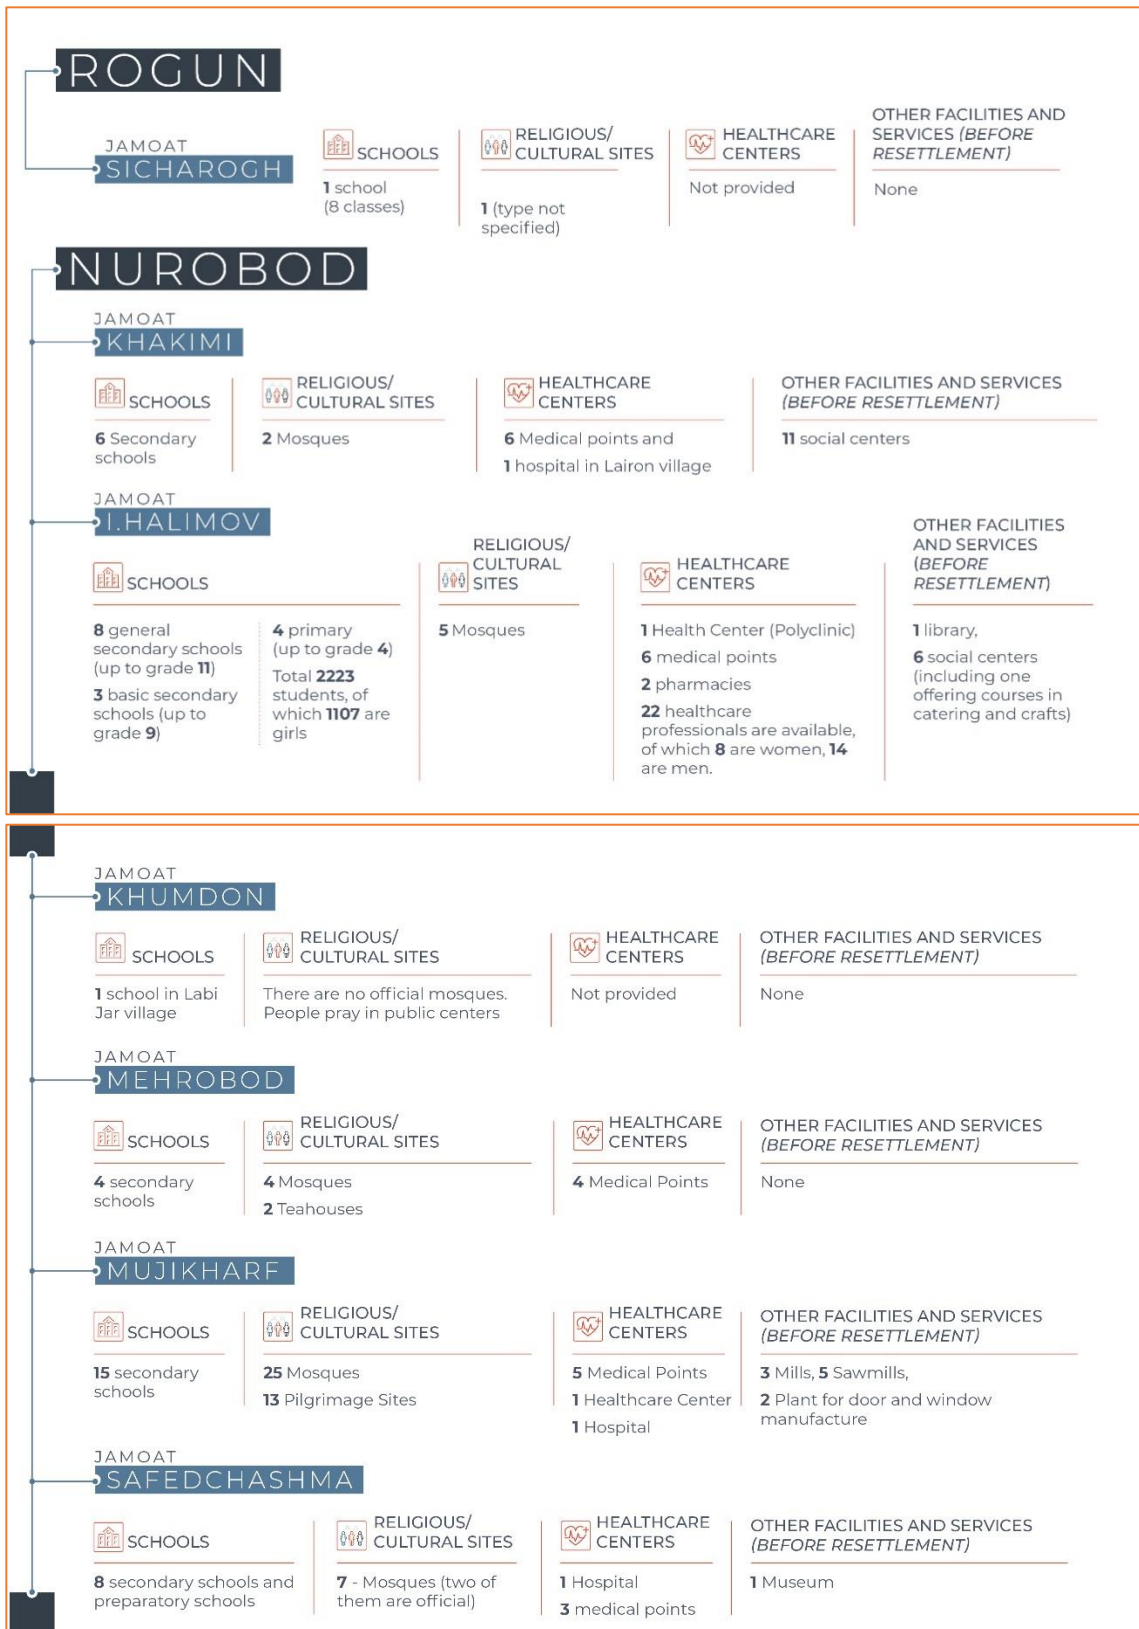 ROGUN
JAMOAT
SICHAROGH
SCHOOLS
1 school
(8 classes)
RELIGIOUS/
CULTURAL SITES
1 (type not
specified)
HEALTHCARE
CENTERS
Not provided
OTHER FACILITIES AND
SERVICES (BEFORE
RESETTLEMENT)
None
NUROBOD
JAMOAT
KHAKIMI
SCHOOLS
6 Secondary
schools
RELIGIOUS/
CULTURAL SITES
2 Mosques
HEALTHCARE
CENTERS
6 Medical points and
1 hospital in Lairon village
OTHER FACILITIES AND SERVICES
(BEFORE RESETTLEMENT)
11 social centers
JAMOAT
I.HALIMOV
SCHOOLS
8 general
secondary schools
(up to grade 11)
3 basic secondary
schools (up to
grade 9)
4 primary
(up to grade 4)
Total 2223
students, of
which 1107 are
girls
RELIGIOUS/
CULTURAL
SITES
5 Mosques
HEALTHCARE
CENTERS
1 Health Center (Polyclinic)
6 medical points
2 pharmacies
22 healthcare
professionals are available,
of which 8 are women, 14
are men.
OTHER FACILITIES
AND SERVICES
(BEFORE
RESETTLEMENT)
1 library,
6 social centers
(including one
offering courses in
catering and crafts)
JAMOAT
KHUMDON
SCHOOLS
1 school in Labi
Jar village
RELIGIOUS/
CULTURAL SITES
There are no official mosques.
People pray in public centers
HEALTHCARE
CENTERS
Not provided
OTHER FACILITIES AND SERVICES
(BEFORE RESETTLEMENT)
None
JAMOAT
MEHROBOD
SCHOOLS
4 secondary
schools
RELIGIOUS/
CULTURAL SITES
4 Mosques
2 Teahouses
HEALTHCARE
CENTERS
4 Medical Points
OTHER FACILITIES AND SERVICES
(BEFORE RESETTLEMENT)
None
JAMOAT
MUJIKHARF
SCHOOLS
15 secondary
schools
RELIGIOUS/
CULTURAL SITES
25 Mosques
13 Pilgrimage Sites
HEALTHCARE
CENTERS
5 Medical Points
1 Healthcare Center
1 Hospital
OTHER FACILITIES AND SERVICES
(BEFORE RESETTLEMENT)
3 Mills, 5 Sawmills,
2 Plant for door and window
manufacture
JAMOAT
SAFEDCHASHMA
SCHOOLS
8 secondary schools and
preparatory schools
RELIGIOUS/
CULTURAL SITES
7 - Mosques (two of
them are official)
HEALTHCARE
CENTERS
1 Hospital
3 medical points
OTHER FACILITIES AND SERVICES
(BEFORE RESETTLEMENT)
1 Museum